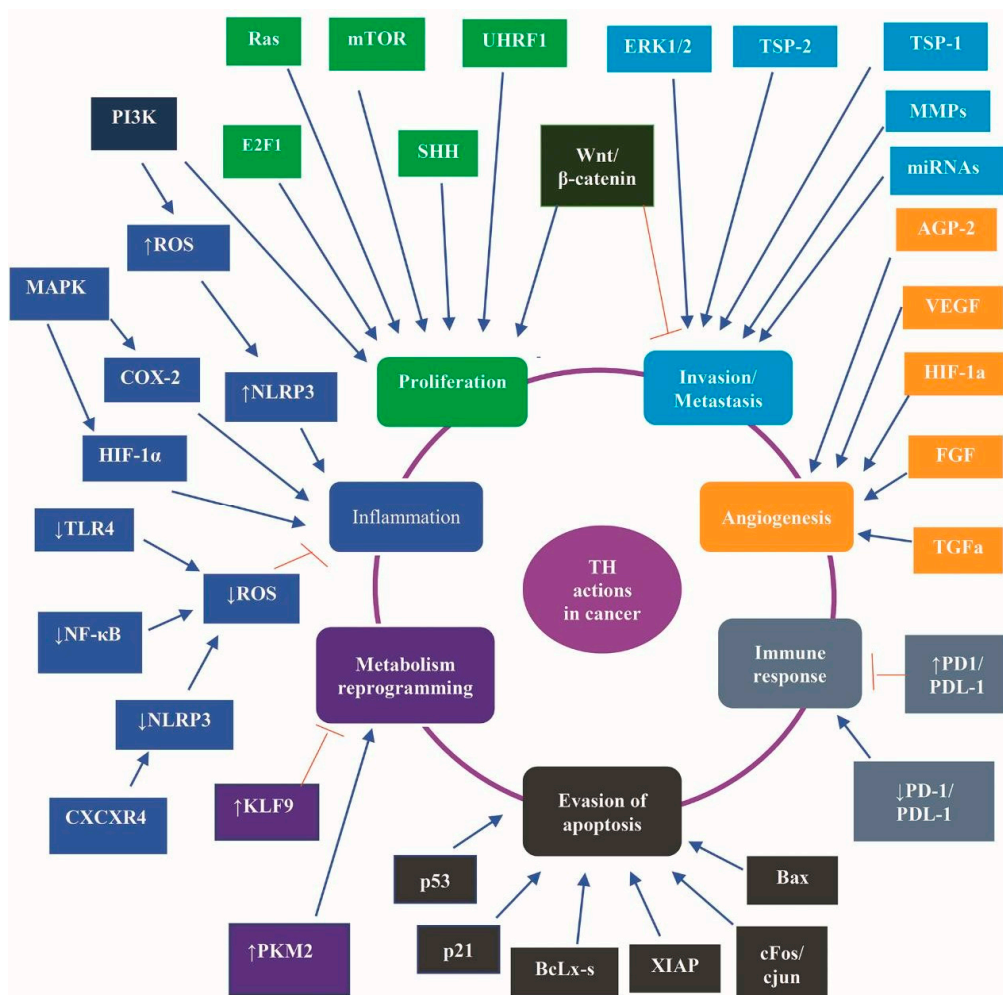 Ras
mTOR
UHRF1
ERK1/2
TSP-2
TSP-1
PI3K
MMPs
E2F1
SHH
Wnt/
β-catenin
miRNAs
AGP-2
↑ROS
MAPK
VEGF
COX-2
↑NLRP3
Proliferation
Invasion/
Metastasis
HIF-1a
HIF-1α
FGF
Inflammation
Angiogenesis
↓TLR4
TGFa
TH
actions
in cancer
↓ROS
↓NF-κB
Metabolism
reprogramming
Immune
response
↑PD1/
PDL-1
↓NLRP3
CXCXR4
↑KLF9
Evasion of
apoptosis
↓PD-1/
PDL-1
p53
Bax
↑PKM2
p21
BcLx-s
XIAP
cFos/
cjun